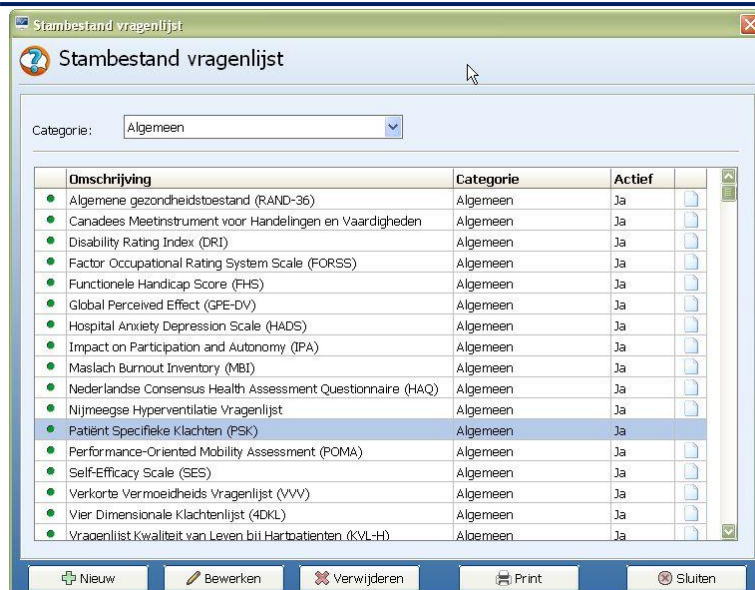 Stambestand vragenlijst
Stambestand vragenlijst
Categorie: Algemeen
Omschrijving Categorie Actief
Algemene gezondheidstoestand (RAND-36) Algemeen Ja
Canadees Meetinstrument voor Handelingen en Vaardigheden Algemeen Ja
Disability Rating Index (DRI) Algemeen Ja
Factor Occupational Rating System Scale (FORSS) Algemeen Ja
Functionele Handicap Score (FHS) Algemeen Ja
Global Perceived Effect (GPE-DV) Algemeen Ja
Hospital Anxiety Depression Scale (HADS) Algemeen Ja
Impact on Participation and Autonomy (IPA) Algemeen Ja
Maslach Burnout Inventory (MBI) Algemeen Ja
Nederlandse Consensus Health Assessment Questionnaire (HAQ) Algemeen Ja
Nijmeegse Hyperventilatie Vragenlijst Algemeen Ja
Patiënt Specifieke Klachten (PSK) Algemeen Ja
Performance-Oriented Mobility Assessment (POMA) Algemeen Ja
Self-Efficacy Scale (SES) Algemeen Ja
Verkorte Vermoeidheids Vragenlijst (VVV) Algemeen Ja
Vier Dimensionale Klachtenlijst (4DKL) Algemeen Ja
Vragenlijst Kwaliteit van Leven bij Hartpatienten (KVL-H) Algemeen Ja
Nieuw Bewerken Verwijderen Print Sluiten